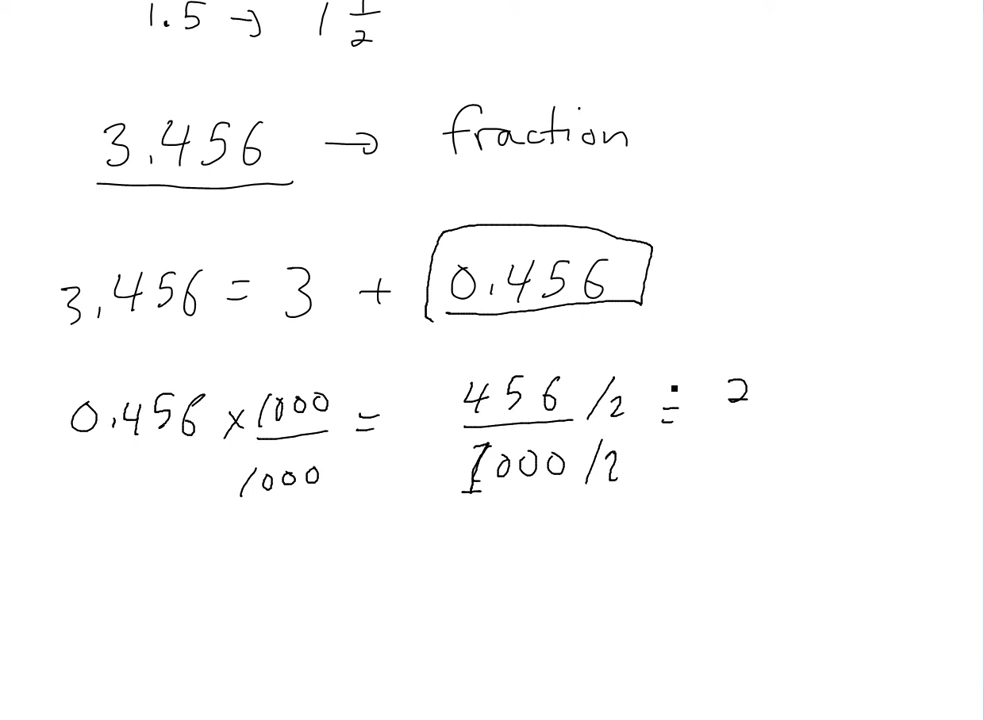 1.5 → 1 1/2
3.456 → fraction
3.456 = 3 + 0.456
0.456 × 1000/1000 = 456/2 / 1000/2 = 2